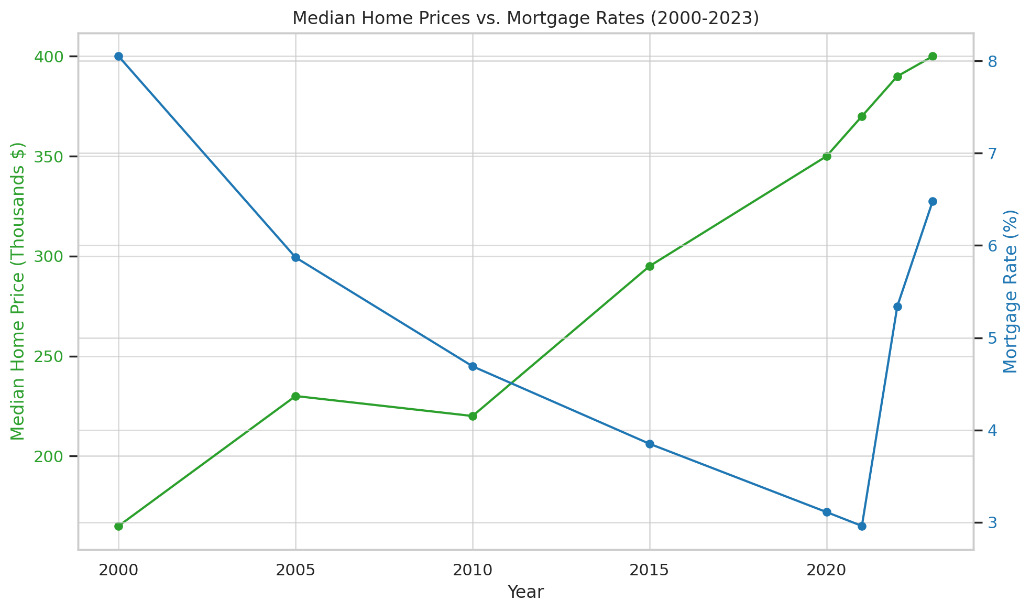 Median Home Prices vs. Mortgage Rates (2000-2023)
Median Home Price (Thousands $)
400
350
300
250
200
8
7
6
5
4
3
Mortgage Rate (%)
2000 2005 2010 2015 2020
Year